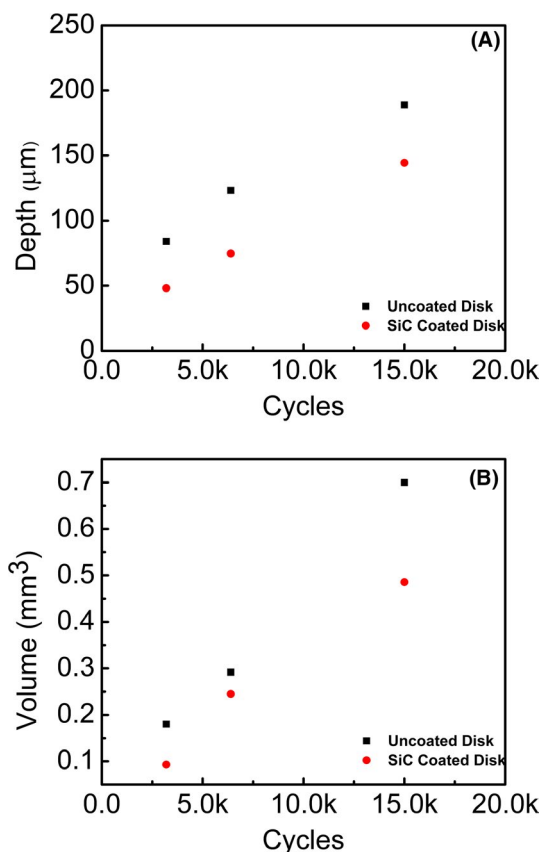 (A)
250
200
150
100
50
0
Depth (μm)
Uncoated Disk
SiC Coated Disk
0.0 5.0k 10.0k 15.0k 20.0k
Cycles
(B)
0.7
0.6
0.5
0.4
0.3
0.2
0.1
Volume (mm³)
Uncoated Disk
SiC Coated Disk
0.0 5.0k 10.0k 15.0k 20.0k
Cycles